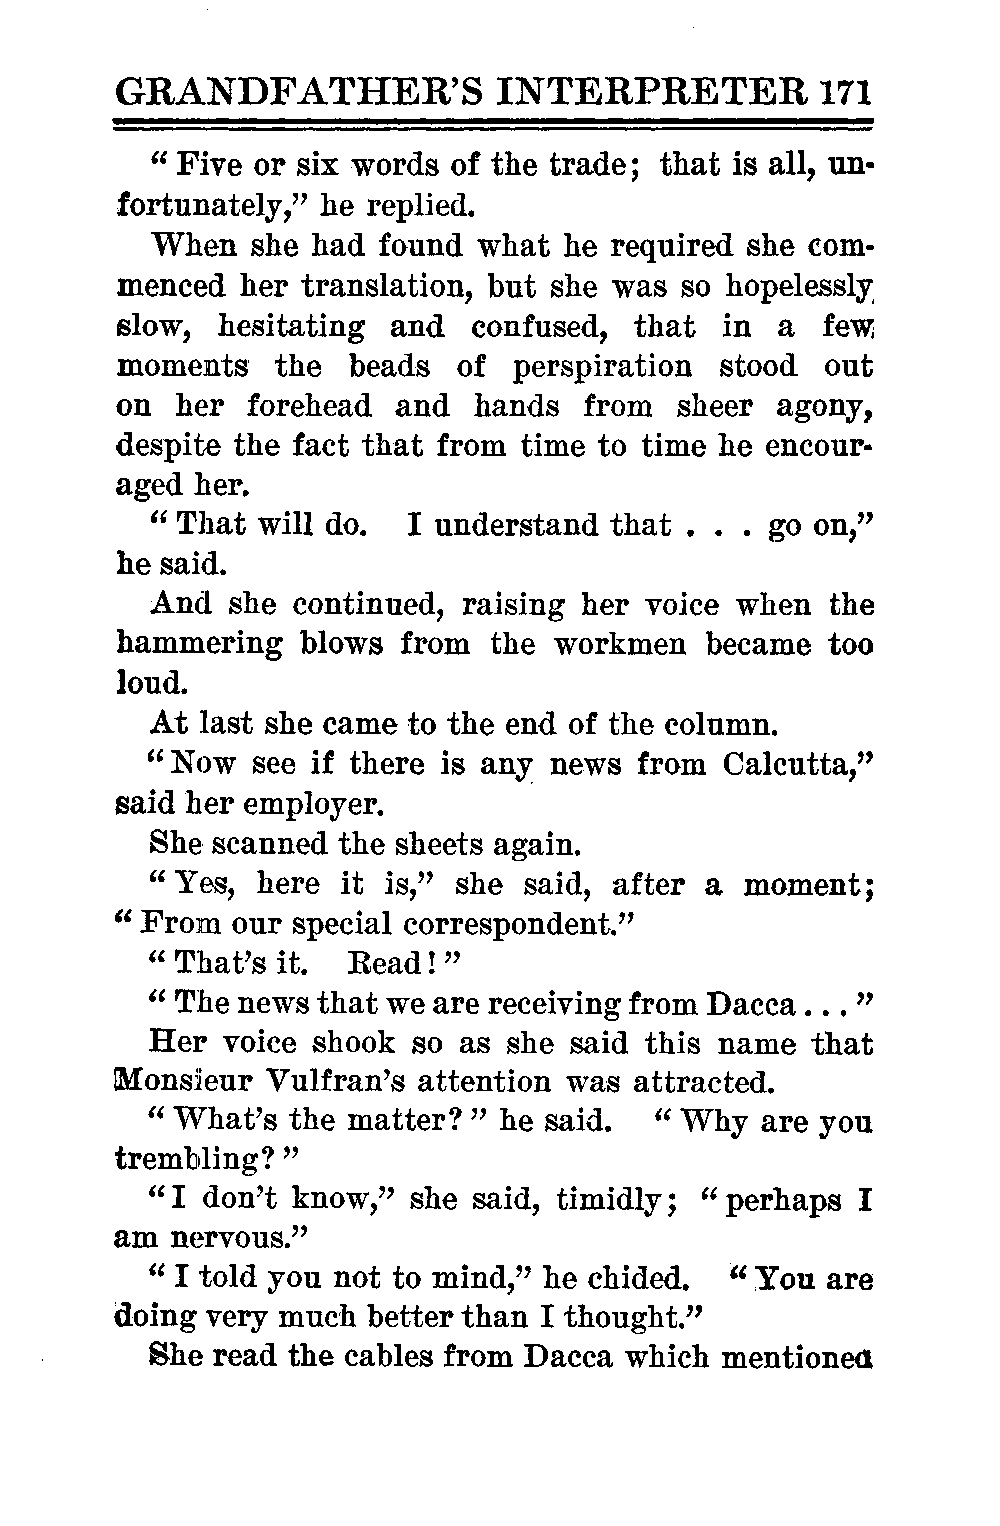 GRANDFATHER'S INTERPRETER 171
“ Five or six words of the trade; that is all, un-
fortunately,” he replied.
When she had found what he required she com-
menced her translation, but she was so hopelessly
slow, hesitating and confused, that in a few
moments the beads of perspiration stood out
on her forehead and hands from sheer agony,
despite the fact that from time to time he encour-
aged her.
“ That will do. I understand that . . . go on,”
he said.
And she continued, raising her voice when the
hammering blows from the workmen became too
loud.
At last she came to the end of the column.
“ Now see if there is any news from Calcutta,”
said her employer.
She scanned the sheets again.
“ Yes, here it is,” she said, after a moment;
“ From our special correspondent.”
“ That’s it. Read! ”
“ The news that we are receiving from Dacca . . . ”
Her voice shook so as she said this name that
Monsieur Vulfran’s attention was attracted.
“ What’s the matter? ” he said. “ Why are you
trembling? ”
“ I don’t know,” she said, timidly; “ perhaps I
am nervous.”
“ I told you not to mind,” he chided. “ You are
doing very much better than I thought.”
She read the cables from Dacca which mentioned